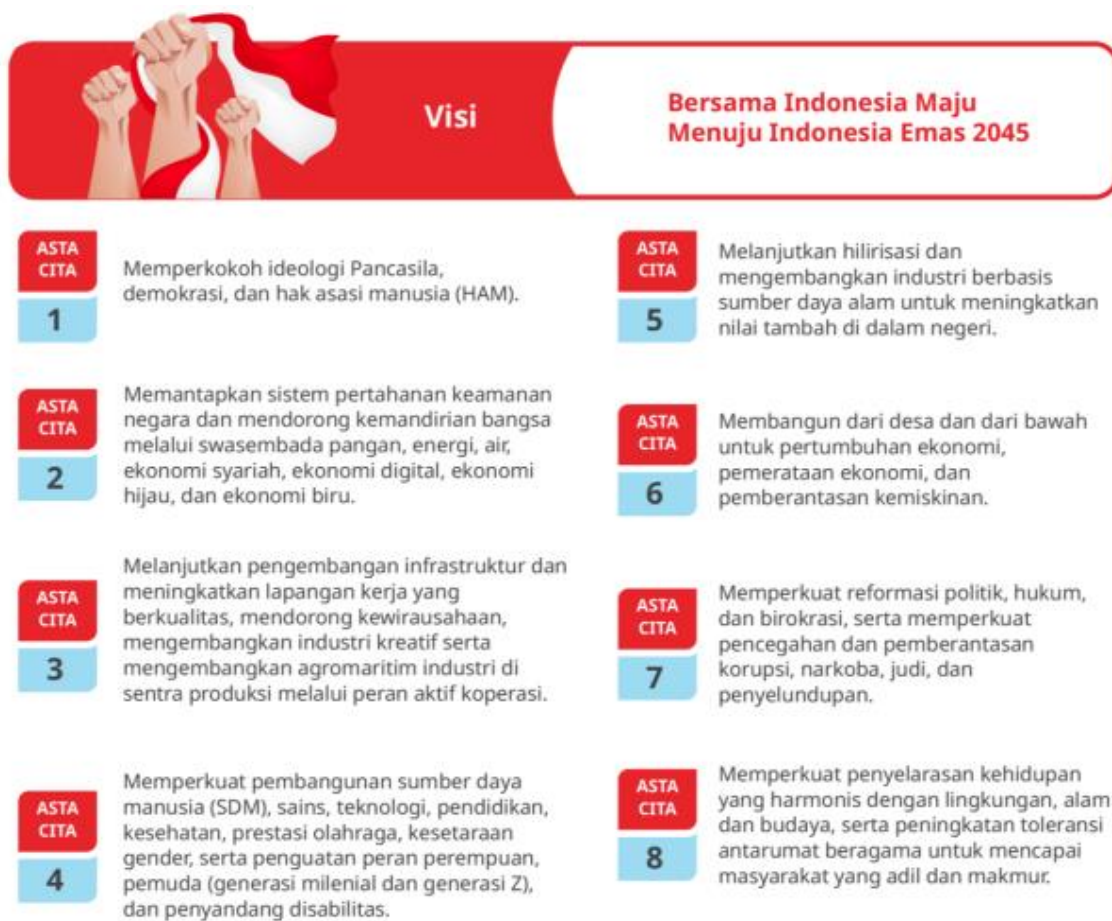 Visi
Bersama Indonesia Maju
Menuju Indonesia Emas 2045
ASTA
CITA
1
Memperkokoh ideologi Pancasila,
demokrasi, dan hak asasi manusia (HAM).
ASTA
CITA
2
Memantapkan sistem pertahanan keamanan
negara dan mendorong kemandirian bangsa
melalui swasembada pangan, energi, air,
ekonomi syariah, ekonomi digital, ekonomi
hijau, dan ekonomi biru.
ASTA
CITA
3
Melanjutkan pengembangan infrastruktur dan
meningkatkan lapangan kerja yang
berkualitas, mendorong kewirausahaan,
mengembangkan industri kreatif serta
mengembangkan agromaritim industri di
sentra produksi melalui peran aktif koperasi.
ASTA
CITA
4
Memperkuat pembangunan sumber daya
manusia (SDM), sains, teknologi, pendidikan,
kesehatan, prestasi olahraga, kesetaraan
gender, serta penguatan peran perempuan,
pemuda (generasi milenial dan generasi Z),
dan penyandang disabilitas.
ASTA
CITA
5
Melanjutkan hilirisasi dan
mengembangkan industri berbasis
sumber daya alam untuk meningkatkan
nilai tambah di dalam negeri.
ASTA
CITA
6
Membangun dari desa dan dari bawah
untuk pertumbuhan ekonomi,
pemerataan ekonomi, dan
pemberantasan kemiskinan.
ASTA
CITA
7
Memperkuat reformasi politik, hukum,
dan birokrasi, serta memperkuat
pencegahan dan pemberantasan
korupsi, narkoba, judi, dan
penyelundupan.
ASTA
CITA
8
Memperkuat penyelarasan kehidupan
yang harmonis dengan lingkungan, alam
dan budaya, serta peningkatan toleransi
antarumat beragama untuk mencapai
masyarakat yang adil dan makmur.